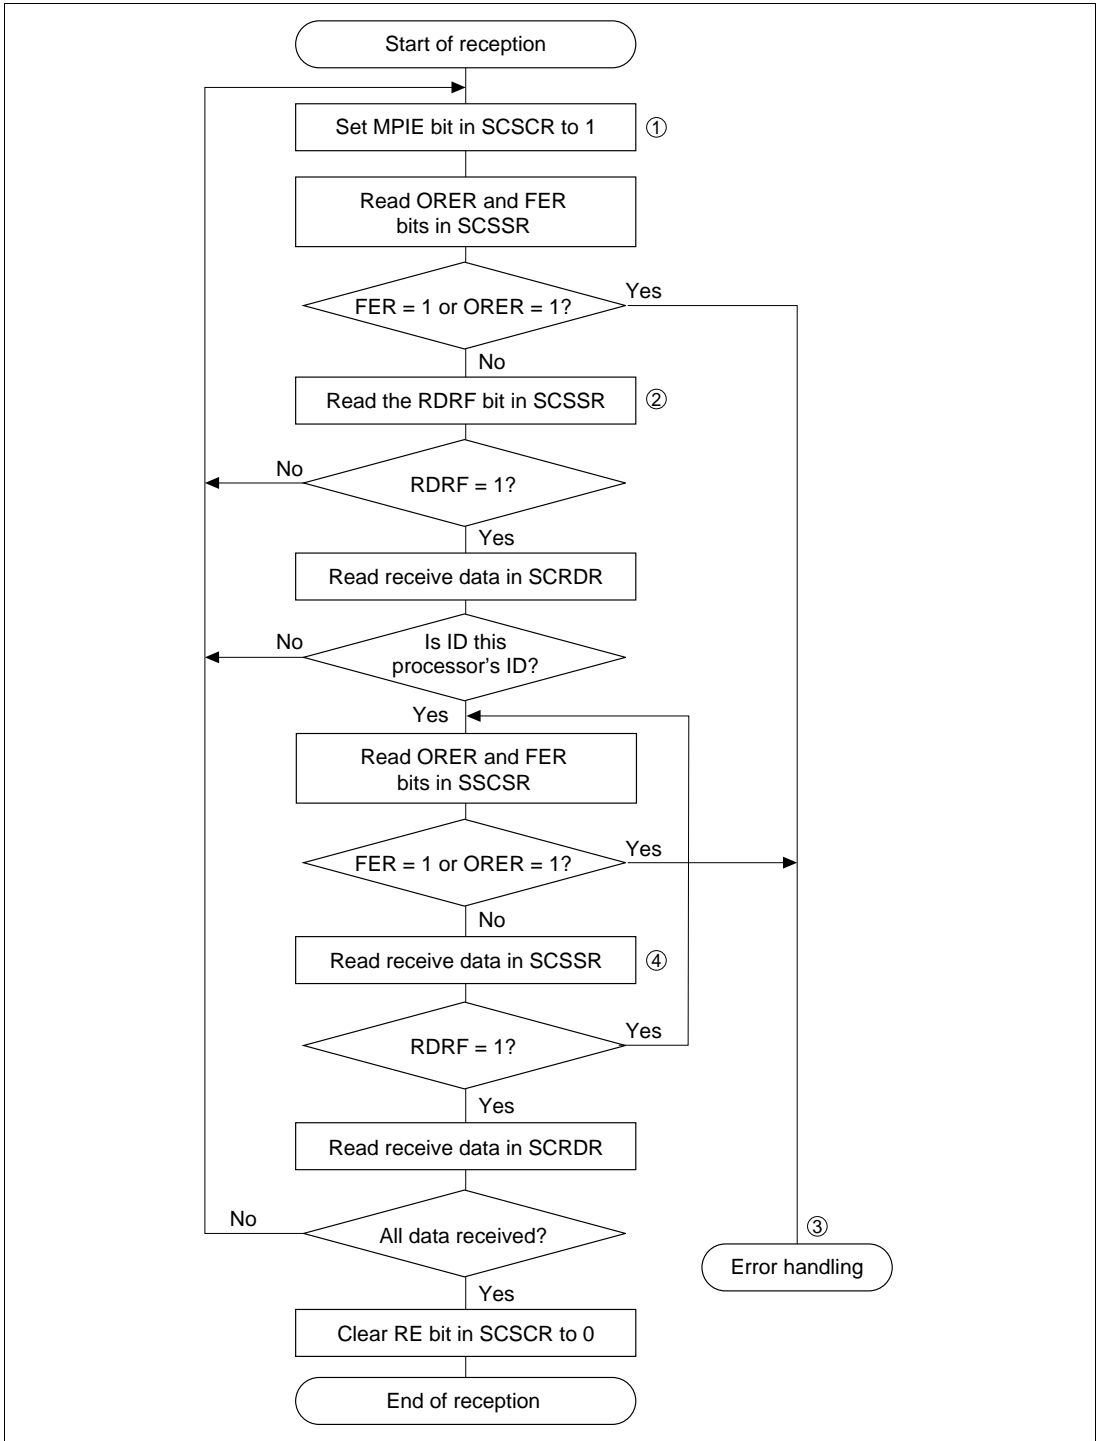 Start of reception
Set MPIE bit in SCSCR to 1 ①
Read ORER and FER
bits in SCSSR
Yes
FER = 1 or ORER = 1?
No
Read the RDRF bit in SCSSR ②
No
RDRF = 1?
Yes
Read receive data in SCRDR
No
Is ID this
processor's ID?
Yes
Read ORER and FER
bits in SSCSR
Yes
FER = 1 or ORER = 1?
No
Read receive data in SCSSR ④
Yes
RDRF = 1?
Yes
Read receive data in SCRDR
No
All data received?
③
Error handling
Yes
Clear RE bit in SCSCR to 0
End of reception